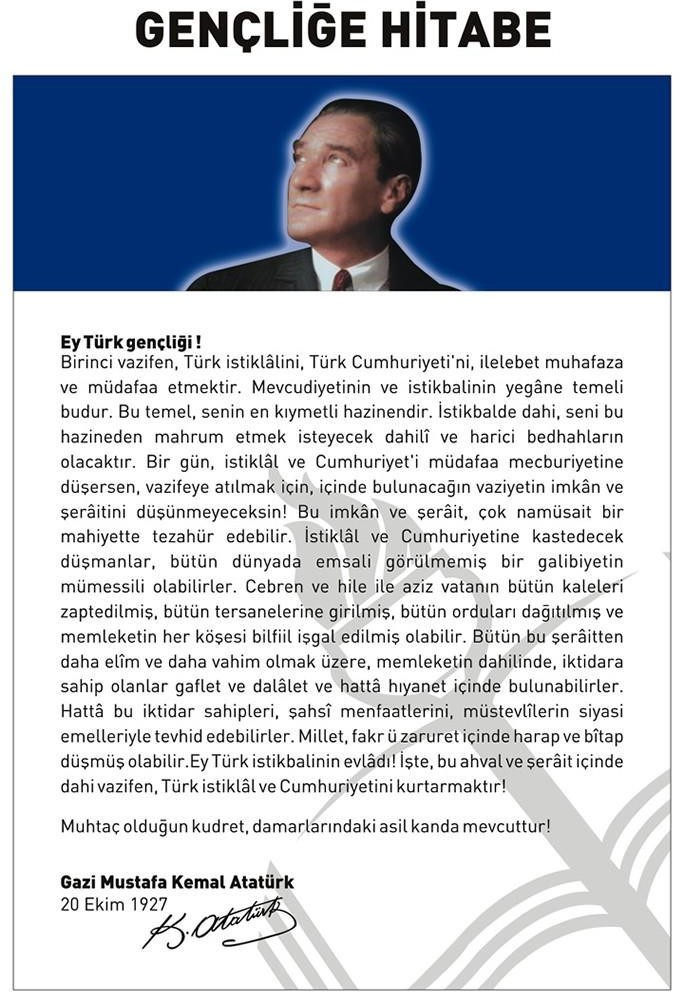 GENÇLİĞE HİTABE
Ey Türk gençliği !
Birinci vazifen, Türk istiklâlini, Türk Cumhuriyeti'ni, ilelebet muhafaza
ve müdafaa etmektir. Mevcudiyetinin ve istikbalinin yegâne temeli
budur. Bu temel, senin en kıymetli hazinendir. İstikbalde dahi, seni bu
hazineden mahrum etmek isteyecek dahilî ve harici bedhahların
olacaktır. Bir gün, istiklâl ve Cumhuriyet'i müdafaa mecburiyetine
düşersen, vazifeye atılmak için, içinde bulunacağın vaziyetin imkân ve
şerâitini düşünmeyeceksin! Bu imkân ve şerâit, çok namüsait bir
mahiyette tezahür edebilir. İstiklâl ve Cumhuriyetine kastedecek
düşmanlar, bütün dünyada emsali görülmemiş bir galibiyetin
mümessili olabilirler. Cebren ve hile ile aziz vatanın bütün kaleleri
zaptedilmiş, bütün tersanelerine girilmiş, bütün orduları dağıtılmış ve
memleketin her köşesi bilfiil işgal edilmiş olabilir. Bütün bu şerâitten
daha elîm ve daha vahim olmak üzere, memleketin dahilinde, iktidara
sahip olanlar gaflet ve dalâlet ve hattâ hıyanet içinde bulunabilirler.
Hattâ bu iktidar sahipleri, şahsî menfaatlerini, müstevlîlerin siyasi
emelleriyle tevhid edebilirler. Millet, fakr ü zaruret içinde harap ve bîtap
düşmüş olabilir.Ey Türk istikbalinin evlâdı! İşte, bu ahval ve şerâit içinde
dahi vazifen, Türk istiklâl ve Cumhuriyetini kurtarmaktır!
Muhtaç olduğun kudret, damarlarındaki asil kanda mevcuttur!
Gazi Mustafa Kemal Atatürk
20 Ekim 1927
K. Atatürk